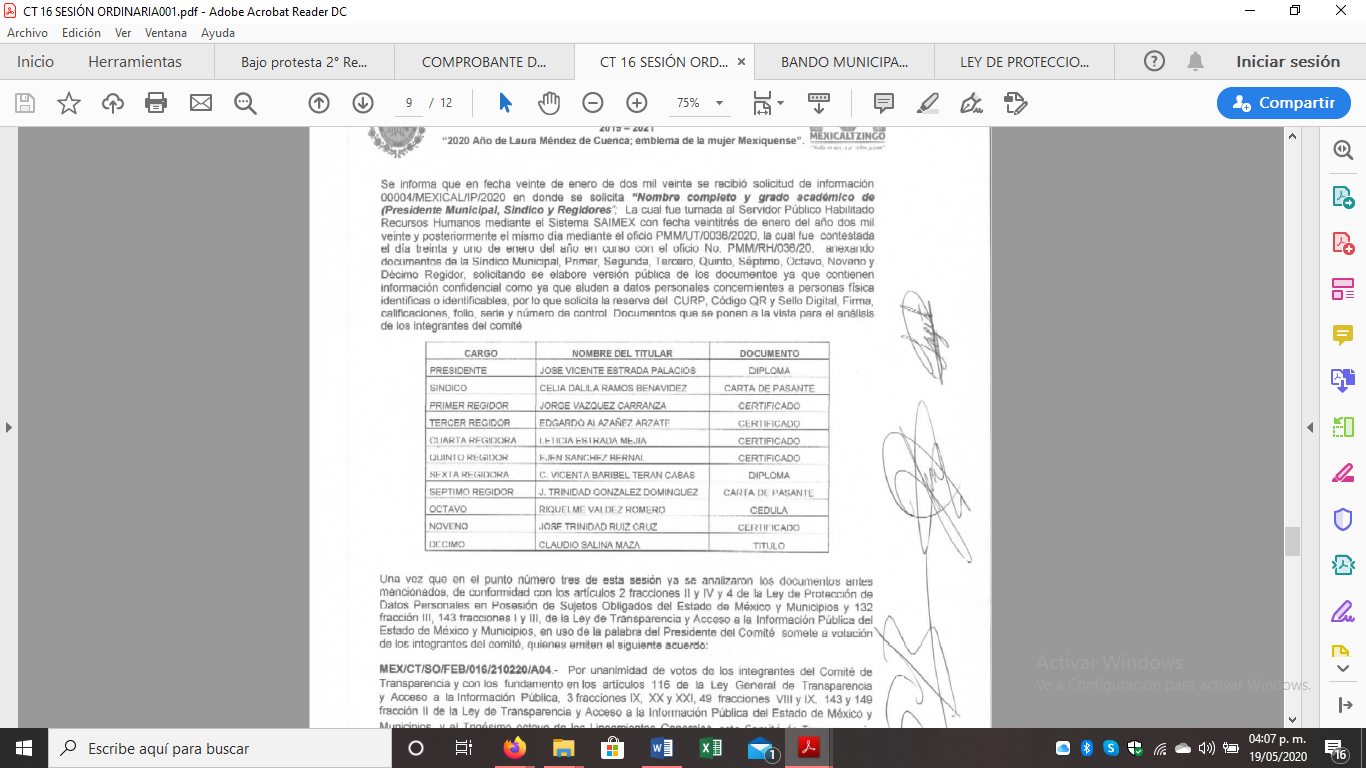 CT 16 SESIÓN ORDINARIA001.pdf - Adobe Acrobat Reader DC
Archivo Edición Ver Ventana Ayuda
Inicio Herramientas Bajo protesta 2° Re... COMPROBANTE D... CT 16 SESIÓN ORD... × BANDO MUNICIPA... LEY DE PROTECCIO... Iniciar sesión
9 / 12 75% Compartir
2019 – 2021
"2020 Año de Laura Méndez de Cuenca; emblema de la mujer Mexiquense".
MEXICALTZINGO
Se informa que en fecha veinte de enero de dos mil veinte se recibió solicitud de información
00004/MEXICAL/IP/2020 en donde se solicita "Nombre completo y grado académico de
(Presidente Municipal, Sindico y Regidores". La cual fue turnada al Servidor Público Habilitado
Recursos Humanos mediante el Sistema SAIMEX con fecha veintitrés de enero del año dos mil
veinte y posteriormente el mismo día mediante el oficio PMM/UT/0036/2020, la cual fue contestada
el día treinta y uno de enero del año en curso con el oficio No. PMM/RH/036/20. anexando
documentos de la Síndico Municipal, Primer, Segunda, Tercero, Quinto, Séptimo, Octavo, Noveno y
Décimo Regidor, solicitando se elabore versión pública de los documentos ya que contienen
información confidencial como ya que aluden a datos personales concernientes a personas física
identificas o identificables, por lo que solicita la reserva del CURP, Código QR y Sello Digital, Firma,
calificaciones, folio, serie y número de control. Documentos que se ponen a la vista para el análisis
de los integrantes del comité
CARGO NOMBRE DEL TITULAR DOCUMENTO
PRESIDENTE JOSE VICENTE ESTRADA PALACIOS DIPLOMA
SINDICO CELIA DALILA RAMOS BENAVIDEZ CARTA DE PASANTE
PRIMER REGIDOR JORGE VAZQUEZ CARRANZA CERTIFICADO
TERCER REGIDOR EDGARDO ALAZAÑEZ ARZATE CERTIFICADO
CUARTA REGIDORA LETICIA ESTRADA MEJIA CERTIFICADO
QUINTO REGIDOR EJEN SANCHEZ BERNAL CERTIFICADO
SEXTA REGIDORA C. VICENTA BARIBEL TERAN CASAS DIPLOMA
SEPTIMO REGIDOR J. TRINIDAD GONZALEZ DOMINGUEZ CARTA DE PASANTE
OCTAVO RIQUELME VALDEZ ROMERO CEDULA
NOVENO JOSE TRINIDAD RUIZ CRUZ CERTIFICADO
DECIMO CLAUDIO SALINA MAZA TITULO
Una vez que en el punto número tres de esta sesión ya se analizaron los documentos antes
mencionados, de conformidad con los artículos 2 fracciones II y IV y 4 de la Ley de Protección de
Datos Personales en Posesión de Sujetos Obligados del Estado de México y Municipios y 132
fracción III, 143 fracciones I y III, de la Ley de Transparencia y Acceso a la Información Pública del
Estado de México y Municipios, en uso de la palabra del Presidente del Comité somete a votación
de los integrantes del comité, quienes emiten el siguiente acuerdo:
MEX/CT/SO/FEB/016/210220/A04.- Por unanimidad de votos de los integrantes del Comité de
Transparencia y con los fundamento en los artículos 116 de la Ley General de Transparencia
y Acceso a la Información Pública, 3 fracciones IX, XX y XXI, 49 fracciones VIII y IX, 143 y 149
fracción II de la Ley de Transparencia y Acceso a la Información Pública del Estado de México y
Activar Windows
Ve a Configuración para activar Windows.
Escribe aquí para buscar
1
04:07 p. m.
19/05/2020
16